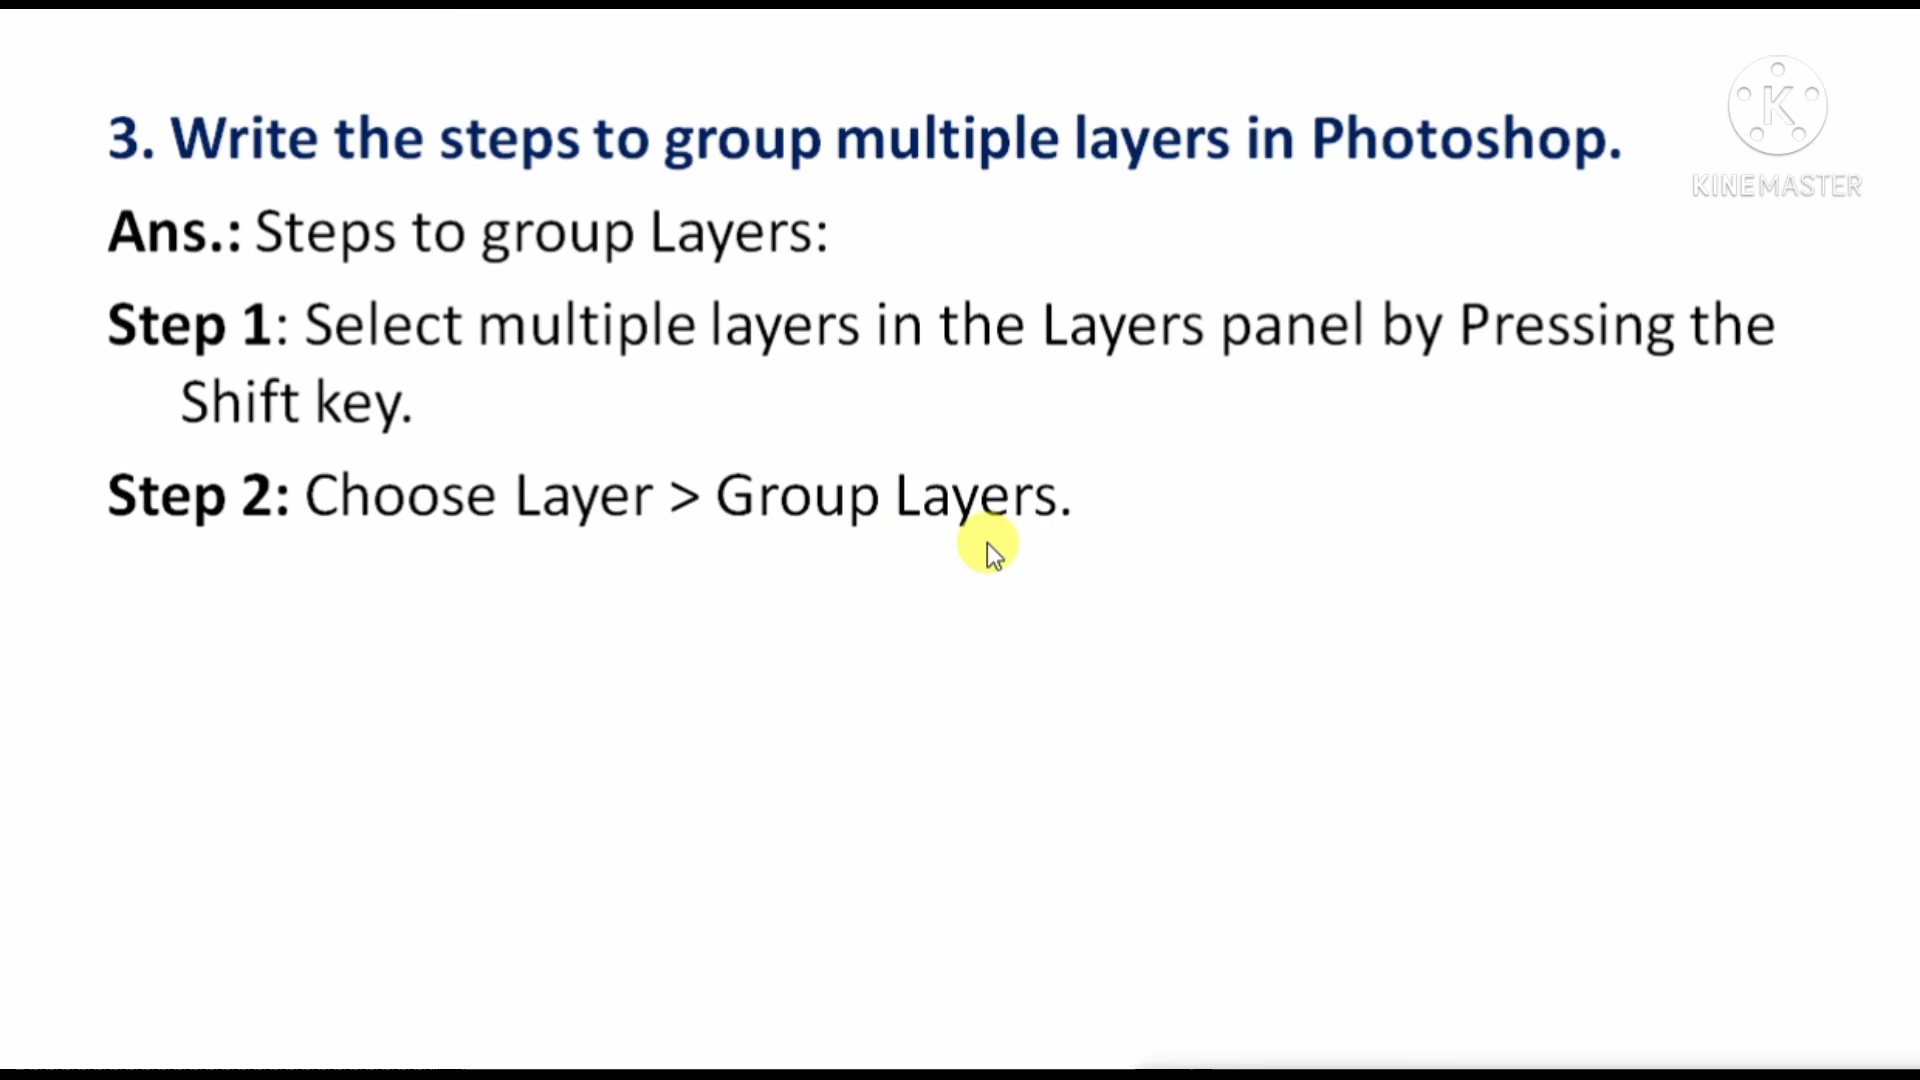 3. Write the steps to group multiple layers in Photoshop.
K
KINEMASTER
Ans.: Steps to group Layers:
Step 1: Select multiple layers in the Layers panel by Pressing the
Shift key.
Step 2: Choose Layer > Group Layers.